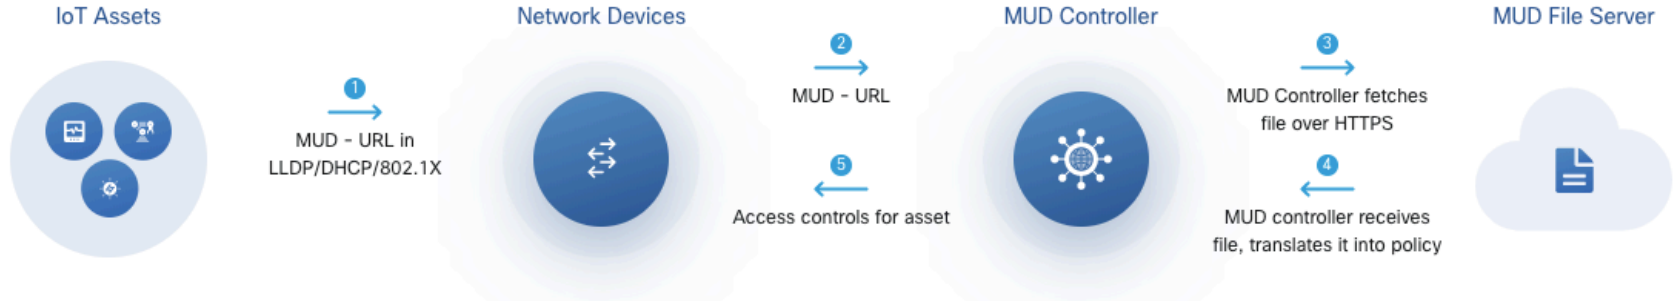 IoT Assets
Network Devices
MUD Controller
MUD File Server
1
MUD - URL in
LLDP/DHCP/802.1X
2
MUD - URL
3
MUD Controller fetches
file over HTTPS
4
MUD controller receives
file, translates it into policy
5
Access controls for asset